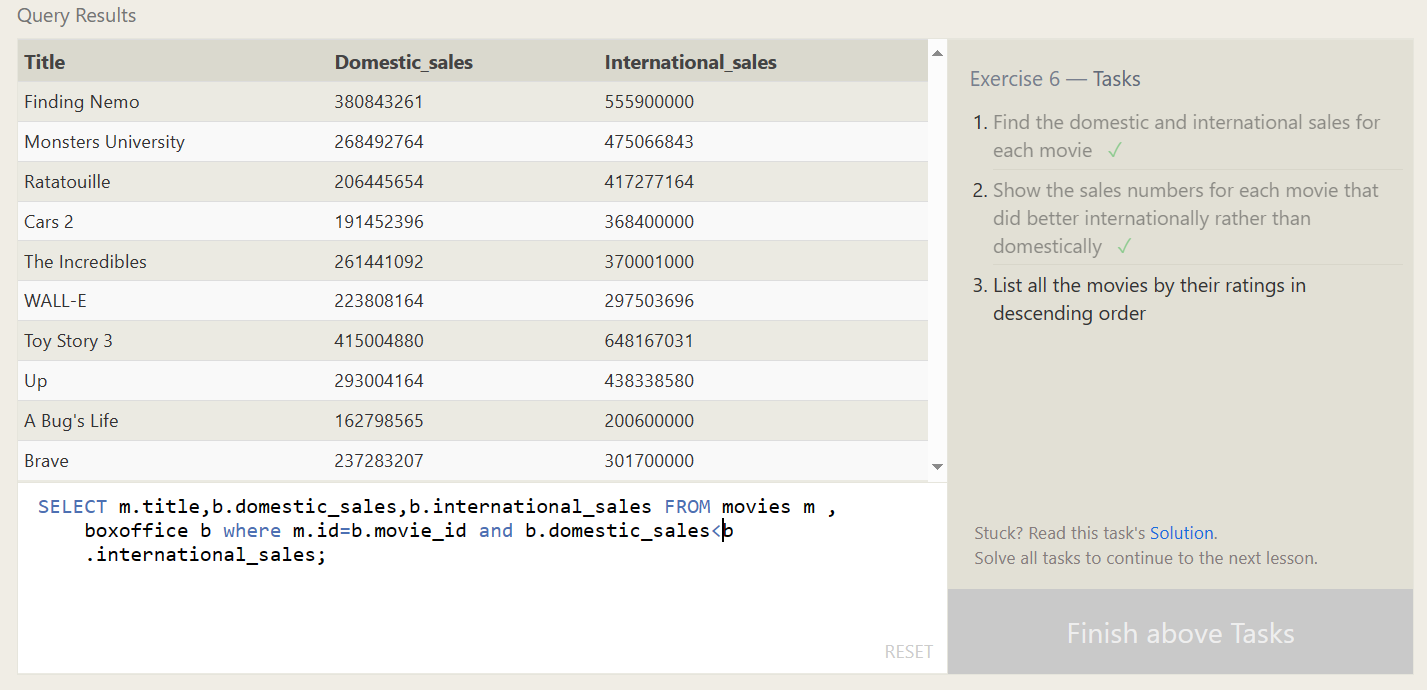 Query Results
Title Domestic_sales International_sales
Finding Nemo 380843261 555900000
Monsters University 268492764 475066843
Ratatouille 206445654 417277164
Cars 2 191452396 368400000
The Incredibles 261441092 370001000
WALL-E 223808164 297503696
Toy Story 3 415004880 648167031
Up 293004164 438338580
A Bug's Life 162798565 200600000
Brave 237283207 301700000
SELECT m.title,b.domestic_sales,b.international_sales FROM movies m ,
boxoffice b where m.id=b.movie_id and b.domestic_sales<b
.international_sales;
RESET
Exercise 6 — Tasks
1. Find the domestic and international sales for
each movie ✓
2. Show the sales numbers for each movie that
did better internationally rather than
domestically ✓
3. List all the movies by their ratings in
descending order
Stuck? Read this task's Solution.
Solve all tasks to continue to the next lesson.
Finish above Tasks